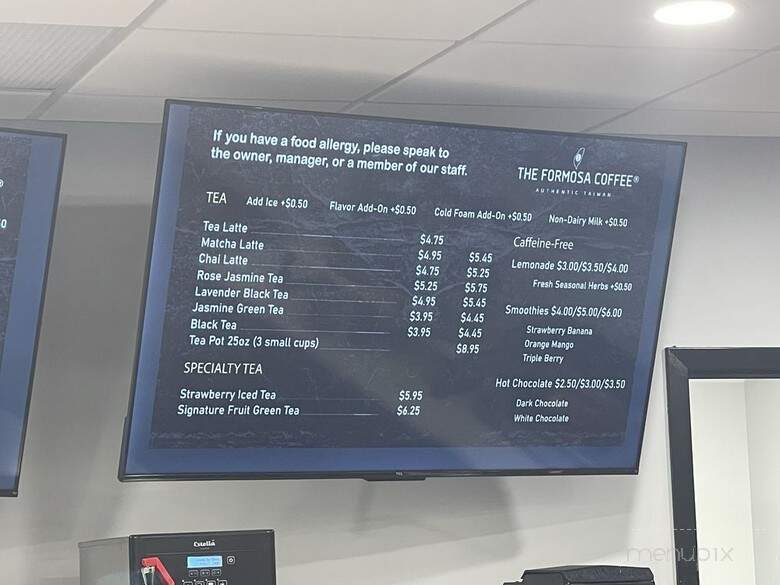 If you have a food allergy, please speak to
the owner, manager, or a member of our staff.
THE FORMOSA COFFEE®
AUTHENTIC TAIWAN
TEA Add Ice +$0.50 Flavor Add-On +$0.50 Cold Foam Add-On +$0.50 Non-Dairy Milk +$0.50
Tea Latte $4.75
Matcha Latte $4.95 $5.45
Chai Latte $4.75 $5.25
Rose Jasmine Tea $5.25 $5.75
Lavender Black Tea $4.95 $5.45
Jasmine Green Tea $3.95 $4.45
Black Tea $3.95 $4.45
Tea Pot 25oz (3 small cups) $8.95
SPECIALTY TEA
Strawberry Iced Tea $5.95
Signature Fruit Green Tea $6.25
Caffeine-Free
Lemonade $3.00/$3.50/$4.00
Fresh Seasonal Herbs +$0.50
Smoothies $4.00/$5.00/$6.00
Strawberry Banana
Orange Mango
Triple Berry
Hot Chocolate $2.50/$3.00/$3.50
Dark Chocolate
White Chocolate
TCL
Estella
menupix